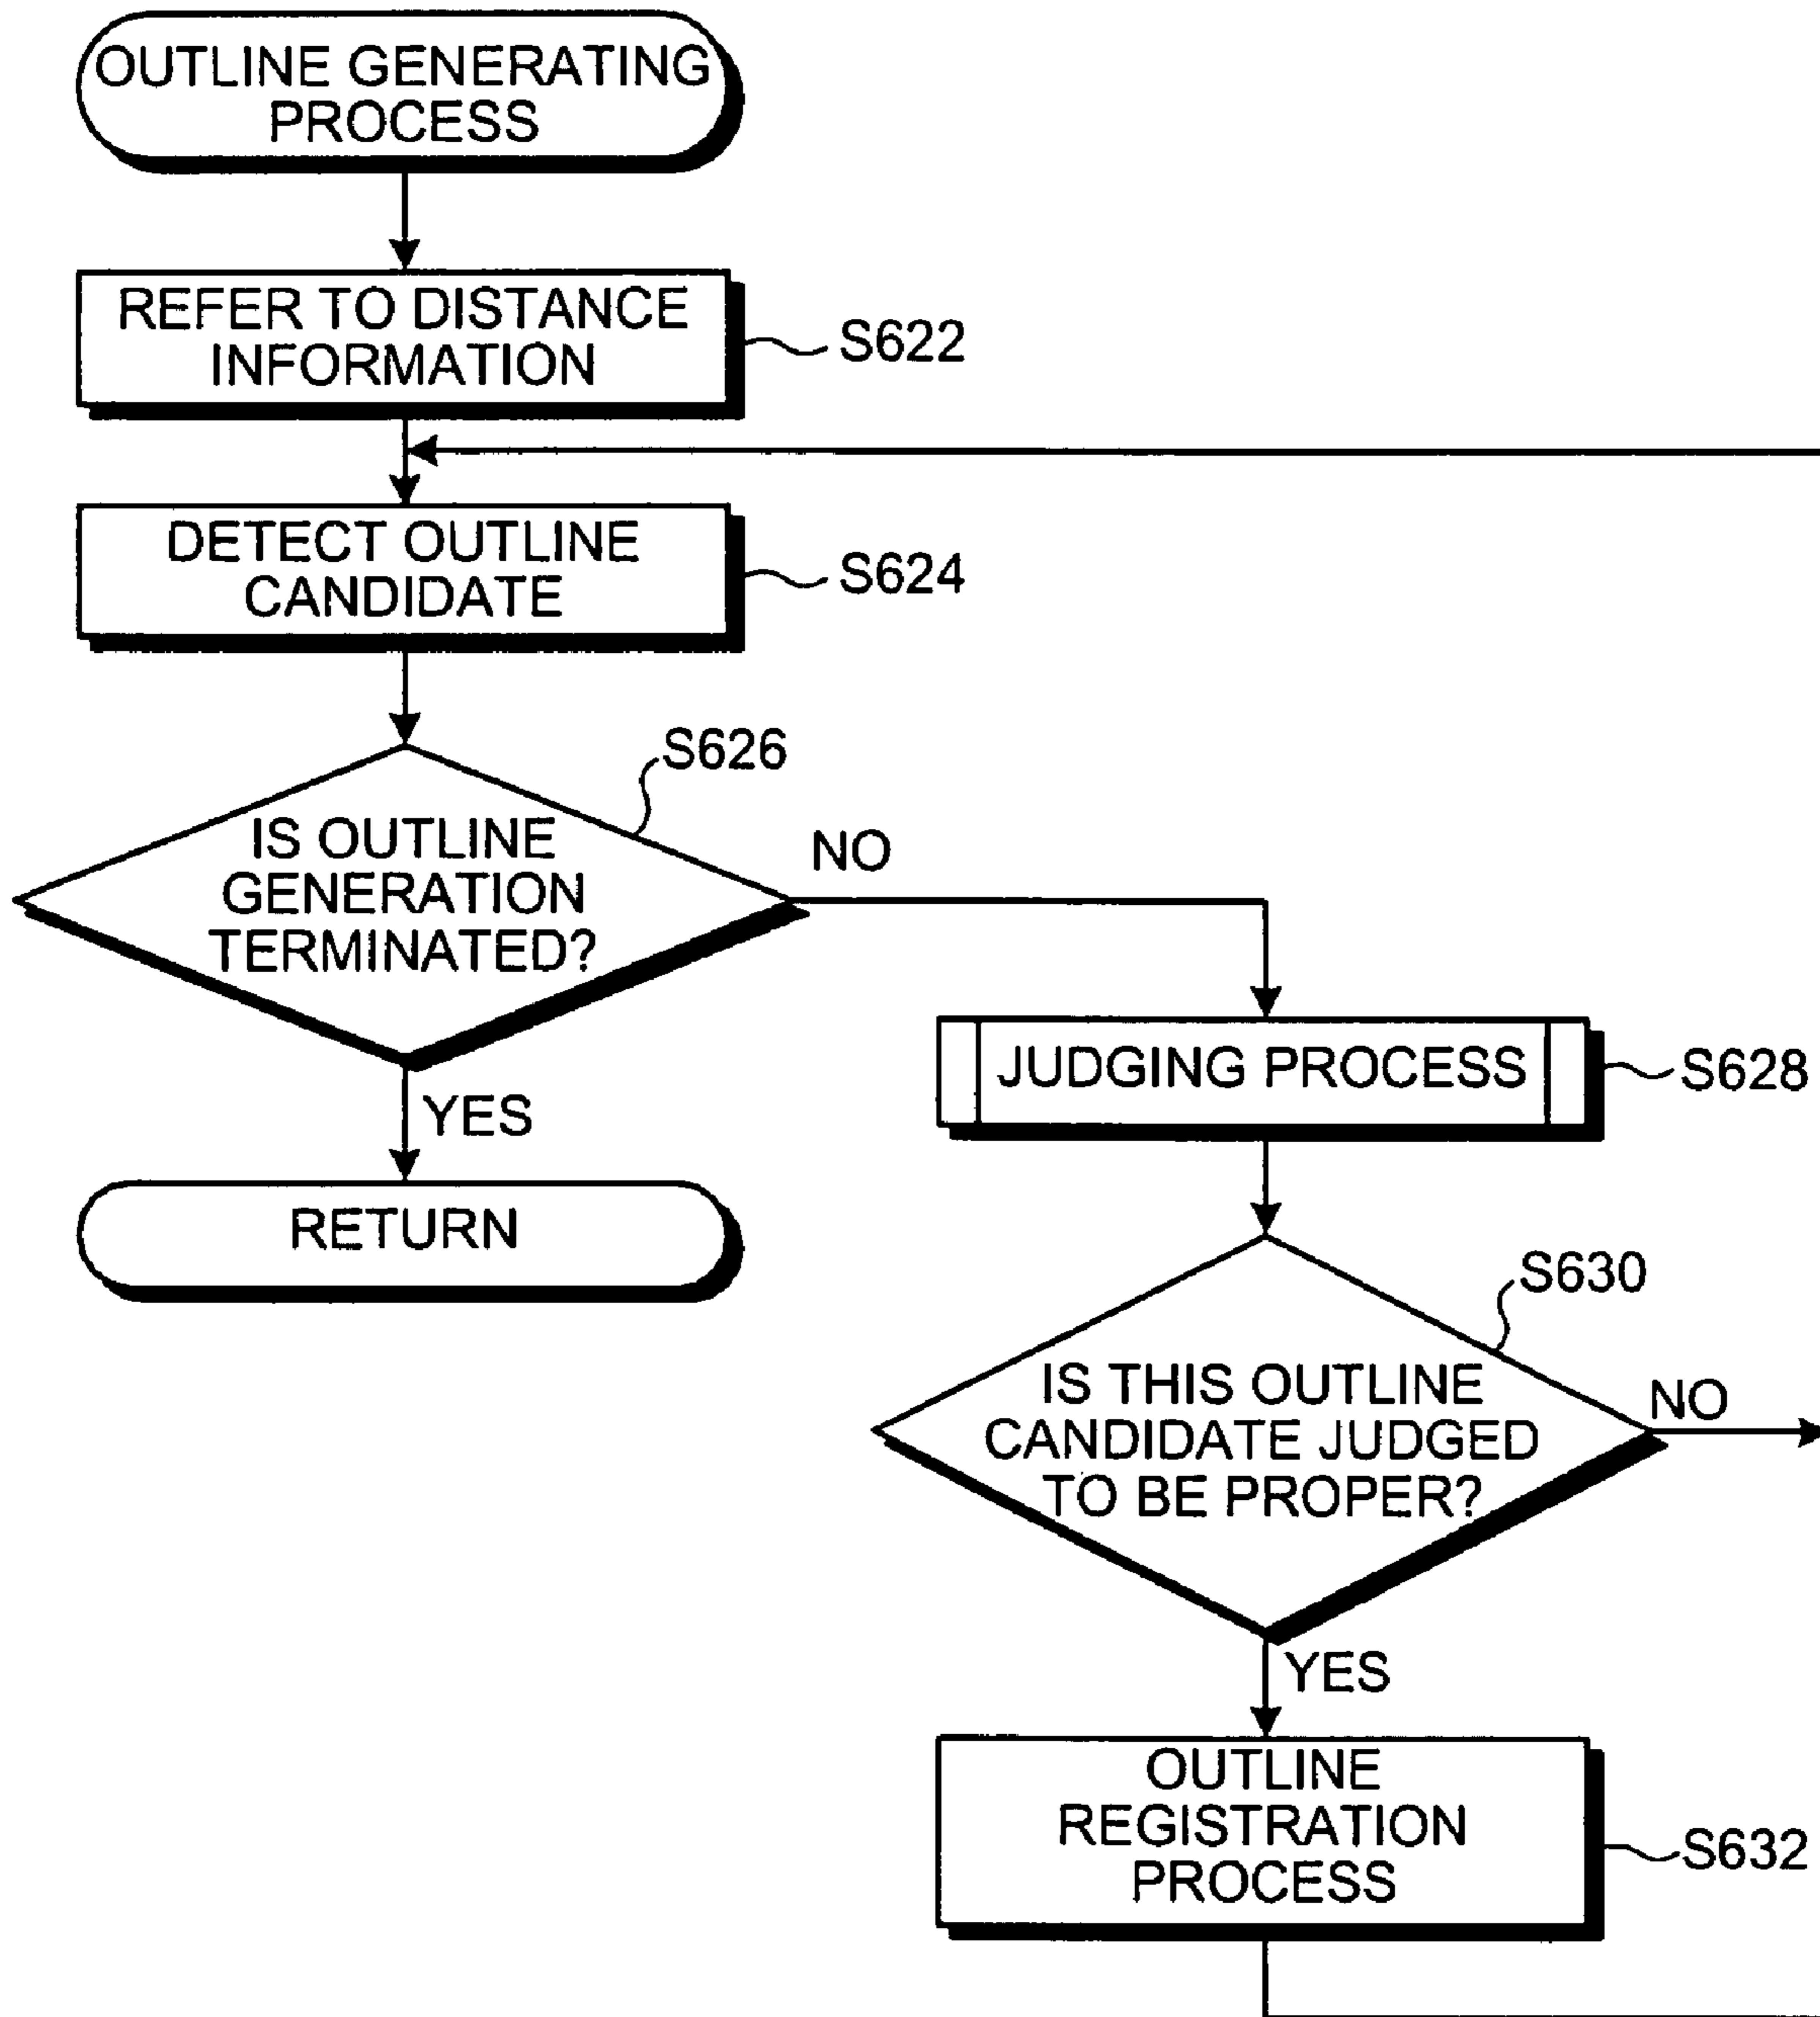 OUTLINE GENERATING
PROCESS
REFER TO DISTANCE
INFORMATION
S622
DETECT OUTLINE
CANDIDATE
S624
S626
IS OUTLINE
GENERATION
TERMINATED?
NO
YES
RETURN
JUDGING PROCESS
S628
S630
IS THIS OUTLINE
CANDIDATE JUDGED
TO BE PROPER?
NO
YES
OUTLINE
REGISTRATION
PROCESS
S632